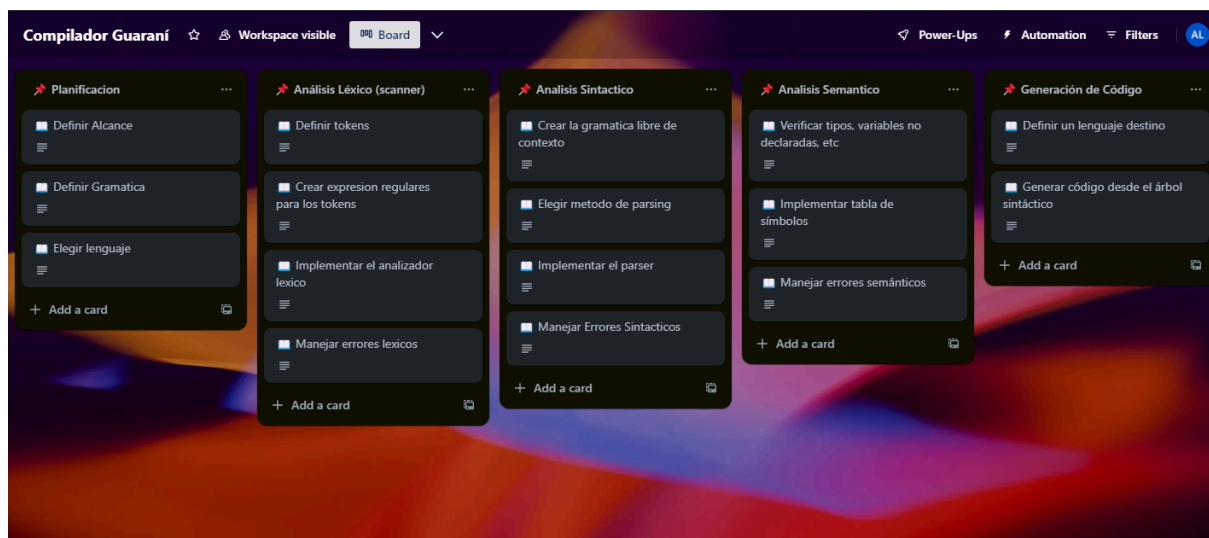 Compilador Guaraní
Workspace visible
Board
Power-Ups
Automation
Filters
AL
Planificacion
Definir Alcance
Definir Gramatica
Elegir lenguaje
+ Add a card
Análisis Léxico (scanner)
Definir tokens
Crear expresion regulares
para los tokens
Implementar el analizador
lexico
Manejar errores lexicos
+ Add a card
Analisis Sintactico
Crear la gramatica libre de
contexto
Elegir metodo de parsing
Implementar el parser
Manejar Errores Sintacticos
+ Add a card
Analisis Semantico
Verificar tipos, variables no
declaradas, etc
Implementar tabla de
símbolos
Manejar errores semánticos
+ Add a card
Generación de Código
Definir un lenguaje destino
Generar código desde el árbol
sintáctico
+ Add a card